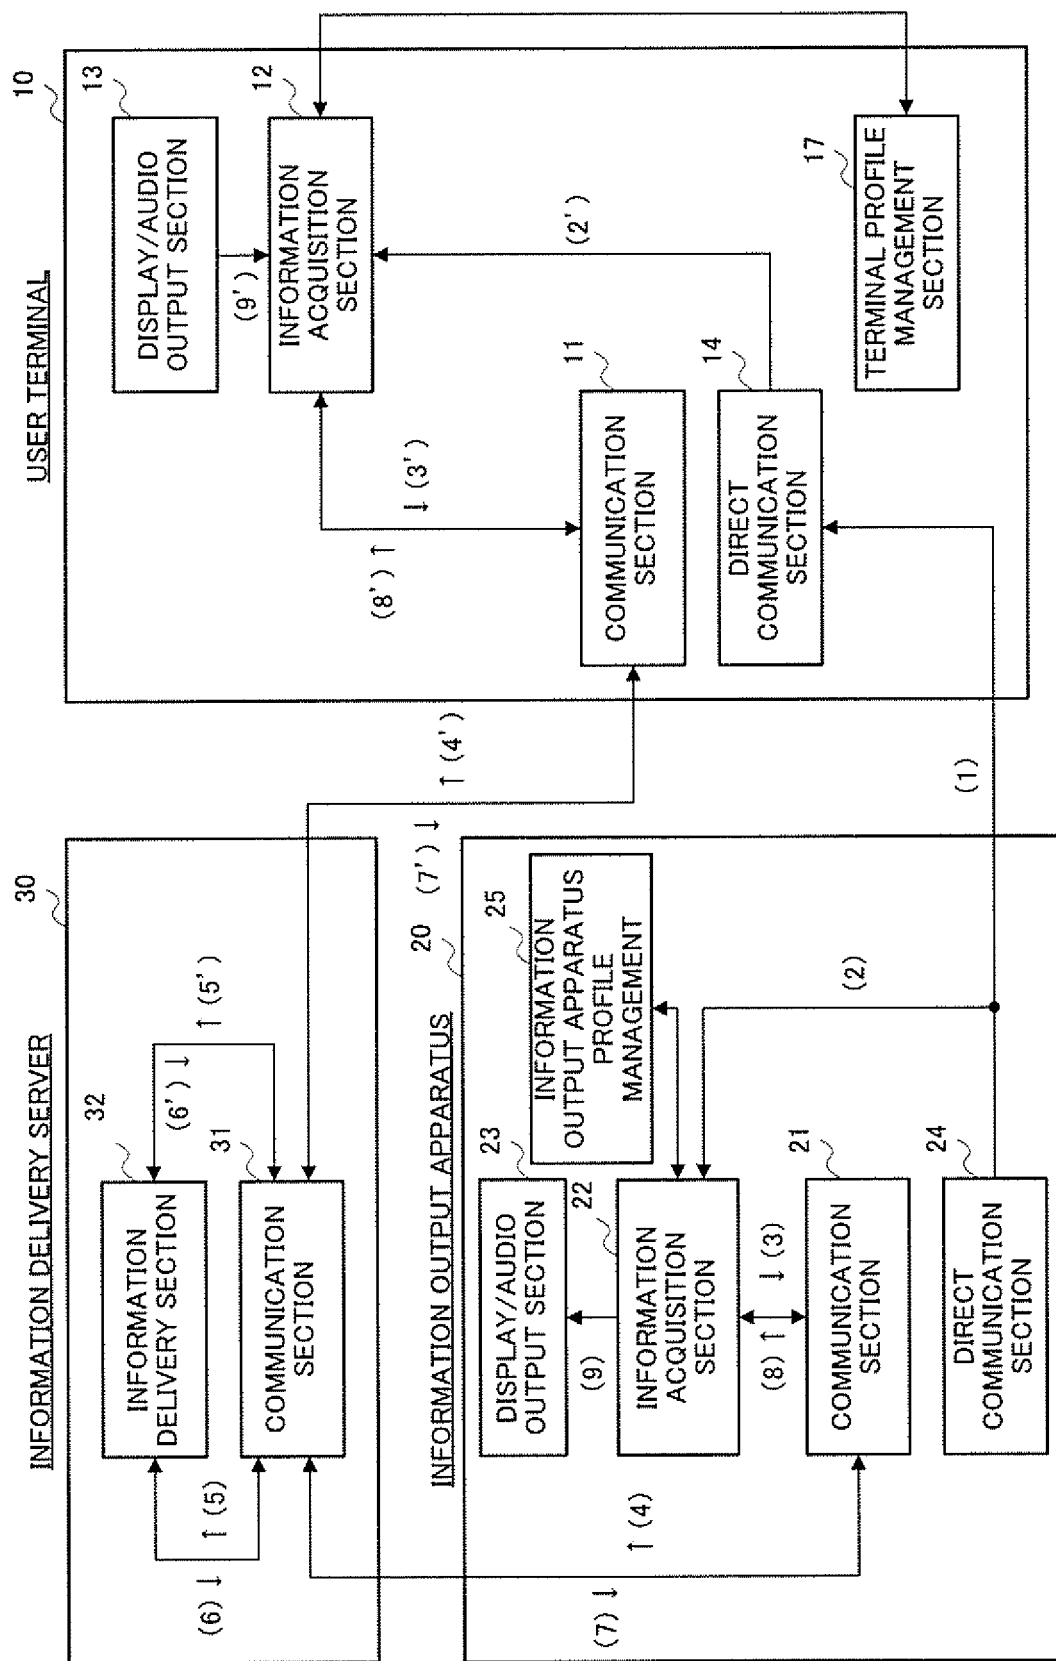 INFORMATION DELIVERY SERVER
30
32
INFORMATION
DELIVERY SECTION
(6) ↓
↑ (5)
(6') ↓
↑ (5')
31
COMMUNICATION
SECTION
(7) ↓
↑ (4)
(7') ↓
↑ (4')
INFORMATION OUTPUT APPARATUS
20
23
DISPLAY/AUDIO
OUTPUT SECTION
25
INFORMATION
OUTPUT APPARATUS
PROFILE
MANAGEMENT
(9)
22
INFORMATION
ACQUISITION
SECTION
(8) ↑
↓ (3)
(2)
21
COMMUNICATION
SECTION
24
DIRECT
COMMUNICATION
SECTION
(1)
USER TERMINAL
10
13
DISPLAY/AUDIO
OUTPUT SECTION
(9')
12
INFORMATION
ACQUISITION
SECTION
(8') ↑
↓ (3')
(2')
11
COMMUNICATION
SECTION
14
DIRECT
COMMUNICATION
SECTION
17
TERMINAL PROFILE
MANAGEMENT
SECTION